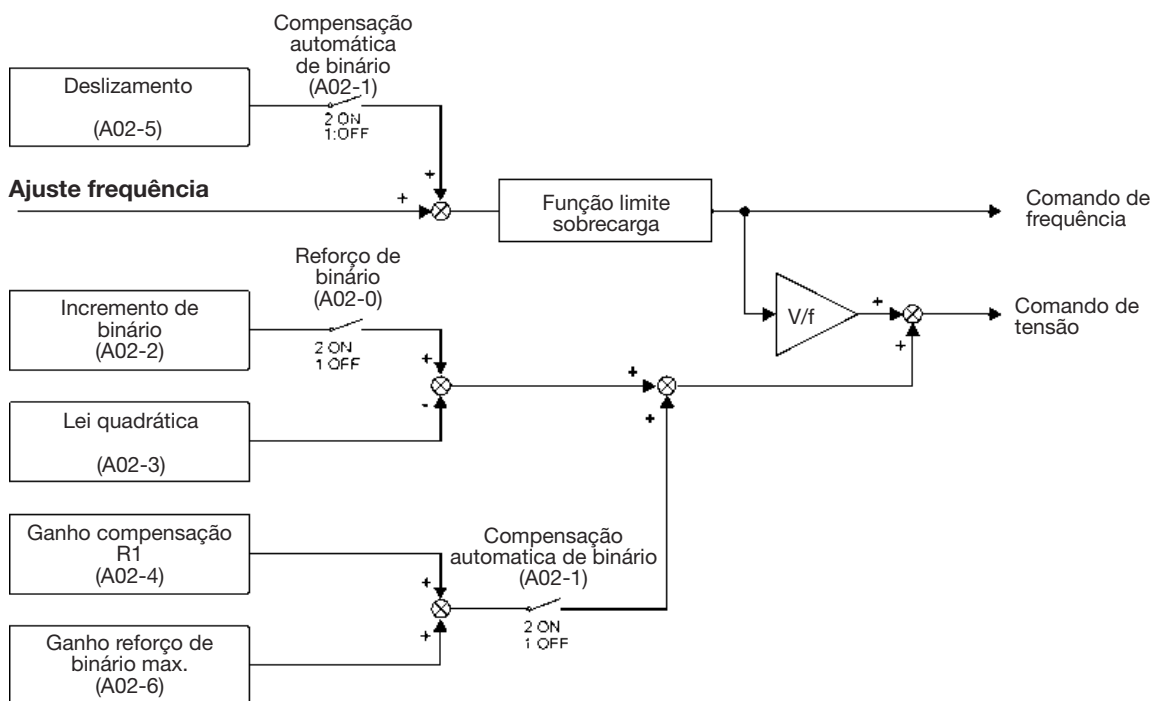 Compensação
automática
de binário
(A02-1)
Deslizamento
(A02-5)
2 ON
1:OFF
+
Ajuste frequência
+
Função limite
sobrecarga
Comando de
frequência
Reforço de
binário
(A02-0)
Incremento de
binário
(A02-2)
2 ON
1 OFF
+
V/f
+
+
Comando de
tensão
-
+
+
Lei quadrática
(A02-3)
Ganho compensação
R1
(A02-4)
Compensação
automatica de binário
(A02-1)
+
+
2 ON
1 OFF
Ganho reforço de
binário max.
(A02-6)